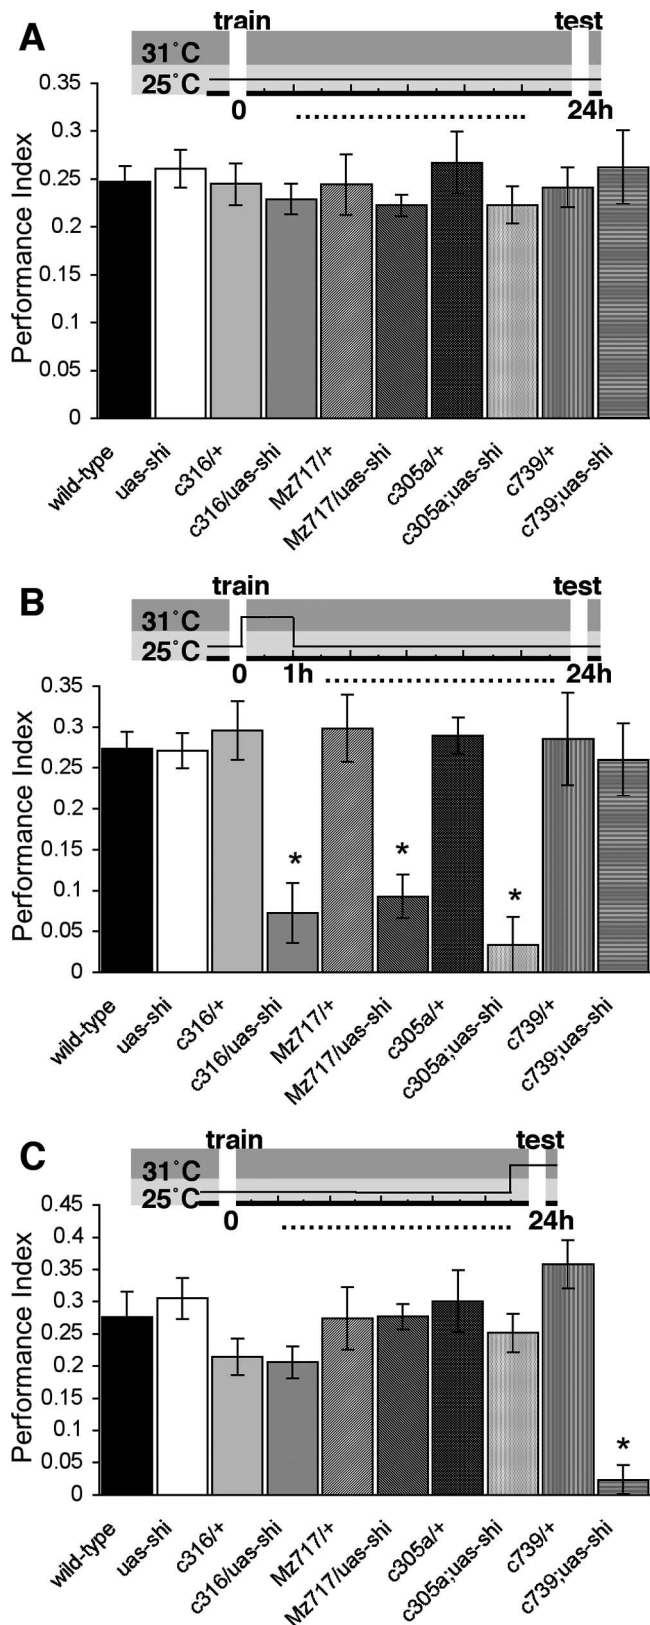 A
train
test
31°C
25°C
0
24h
Performance Index
0.35
0.3
0.25
0.2
0.15
0.1
0.05
0
wild-type
uas-shi
c316/+
c316/uas-shi
Mz717/+
Mz717/uas-shi
c305a/+
c305a;uas-shi
c739/+
c739;uas-shi
B
train
test
31°C
25°C
0
1h
24h
Performance Index
0.35
0.3
0.25
0.2
0.15
0.1
0.05
0
*
*
*
wild-type
uas-shi
c316/+
c316/uas-shi
Mz717/+
Mz717/uas-shi
c305a/+
c305a;uas-shi
c739/+
c739;uas-shi
C
train
test
31°C
25°C
0
24h
Performance Index
0.45
0.4
0.35
0.3
0.25
0.2
0.15
0.1
0.05
0
*
wild-type
uas-shi
c316/+
c316/uas-shi
Mz717/+
Mz717/uas-shi
c305a/+
c305a;uas-shi
c739/+
c739;uas-shi